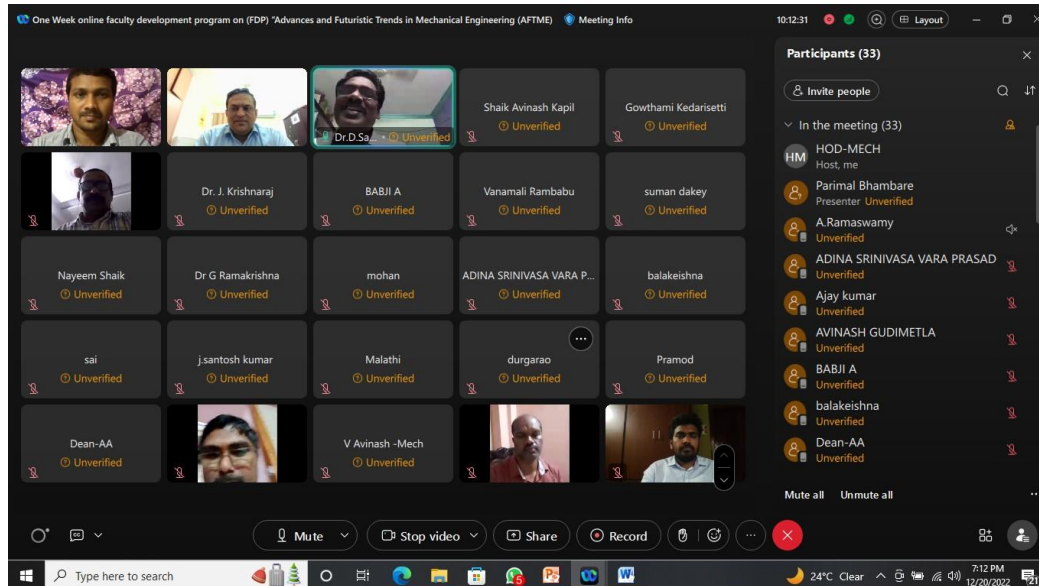 One Week online faculty development program on (FDP) "Advances and Futuristic Trends in Mechanical Engineering (AFTME)
Meeting Info
10:12:31
Layout
Dr.D.Sa... • Unverified
Shaik Avinash Kapil
Unverified
Gowthami Kedarisetti
Unverified
Dr. J. Krishnaraj
Unverified
BABJI A
Unverified
Vanamali Rambabu
Unverified
suman dakey
Unverified
Nayeem Shaik
Unverified
Dr G Ramakrishna
Unverified
mohan
Unverified
ADINA SRINIVASA VARA P...
Unverified
balakeishna
Unverified
sai
Unverified
j.santosh kumar
Unverified
Malathi
Unverified
durgarao
Unverified
Pramod
Unverified
Dean-AA
Unverified
V Avinash -Mech
Unverified
Participants (33)
Invite people
In the meeting (33)
HM
HOD-MECH
Host, me
Parimal Bhambare
Presenter Unverified
A.Ramaswamy
Unverified
ADINA SRINIVASA VARA PRASAD
Unverified
Ajay kumar
Unverified
AVINASH GUDIMETLA
Unverified
BABJI A
Unverified
balakeishna
Unverified
Dean-AA
Unverified
Mute all Unmute all
CC
Mute
Stop video
Share
Record
Type here to search
24°C Clear
7:12 PM
12/20/2022
21